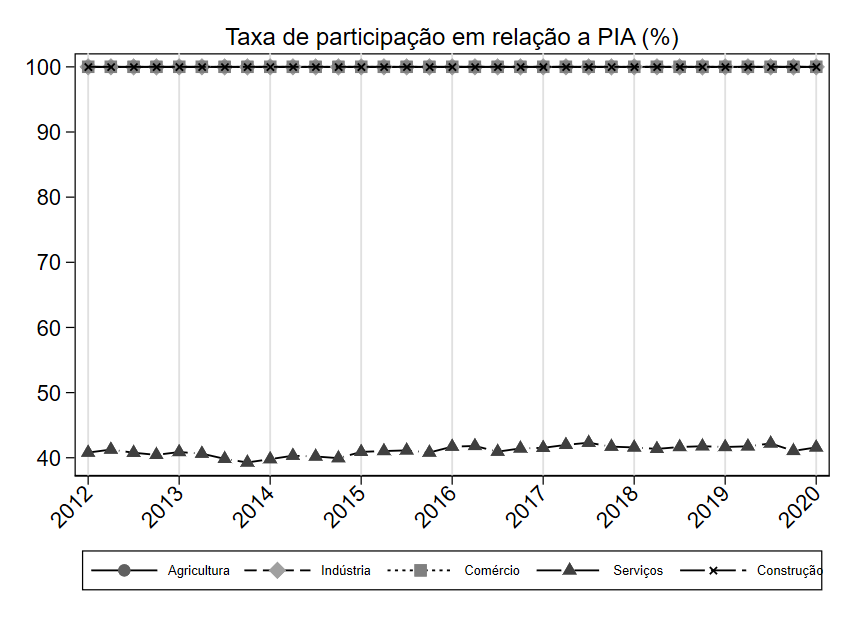 Taxa de participação em relação a PIA (%)
100
90
80
70
60
50
40
2012 2013 2014 2015 2016 2017 2018 2019 2020
Agricultura Indústria Comércio Serviços Construção